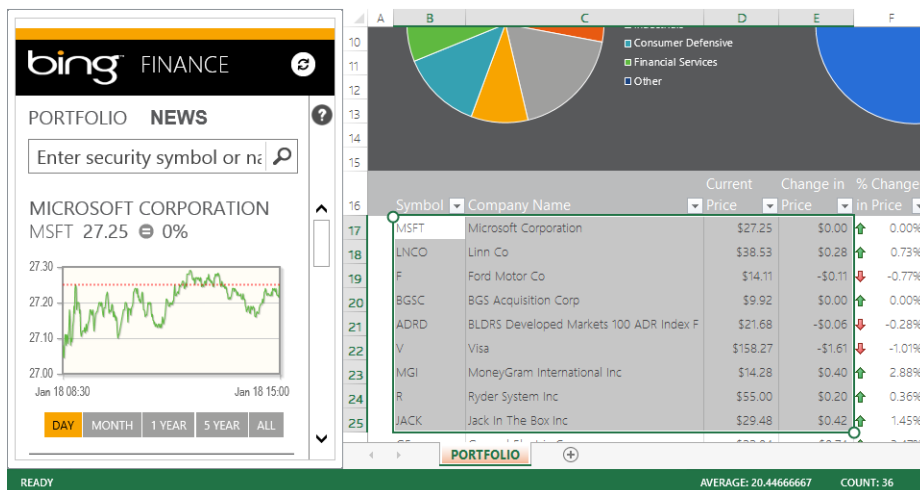 bing FINANCE
PORTFOLIO NEWS
?
Enter security symbol or na
MICROSOFT CORPORATION
MSFT 27.25 0%
27.30
27.20
27.10
27.00
Jan 18 08:30 Jan 18 15:00
DAY MONTH 1 YEAR 5 YEAR ALL
A B C D E F
10
Consumer Defensive
11 Financial Services
12 Other
13
14
15
Current Change in % Change
16 Symbol Company Name Price Price in Price
17 MSFT Microsoft Corporation $27.25 $0.00 0.00%
18 LNCO Linn Co $38.53 $0.28 0.73%
19 F Ford Motor Co $14.11 -$0.11 -0.77%
20 BGSC BGS Acquisition Corp $9.92 $0.00 0.00%
21 ADRD BLDRS Developed Markets 100 ADR Index F $21.68 -$0.06 -0.28%
22 V Visa $158.27 -$1.61 -1.01%
23 MGI MoneyGram International Inc $14.28 $0.40 2.88%
24 R Ryder System Inc $55.00 $0.20 0.36%
25 JACK Jack In The Box Inc $29.48 $0.42 1.45%
PORTFOLIO
READY AVERAGE: 20.44666667 COUNT: 36